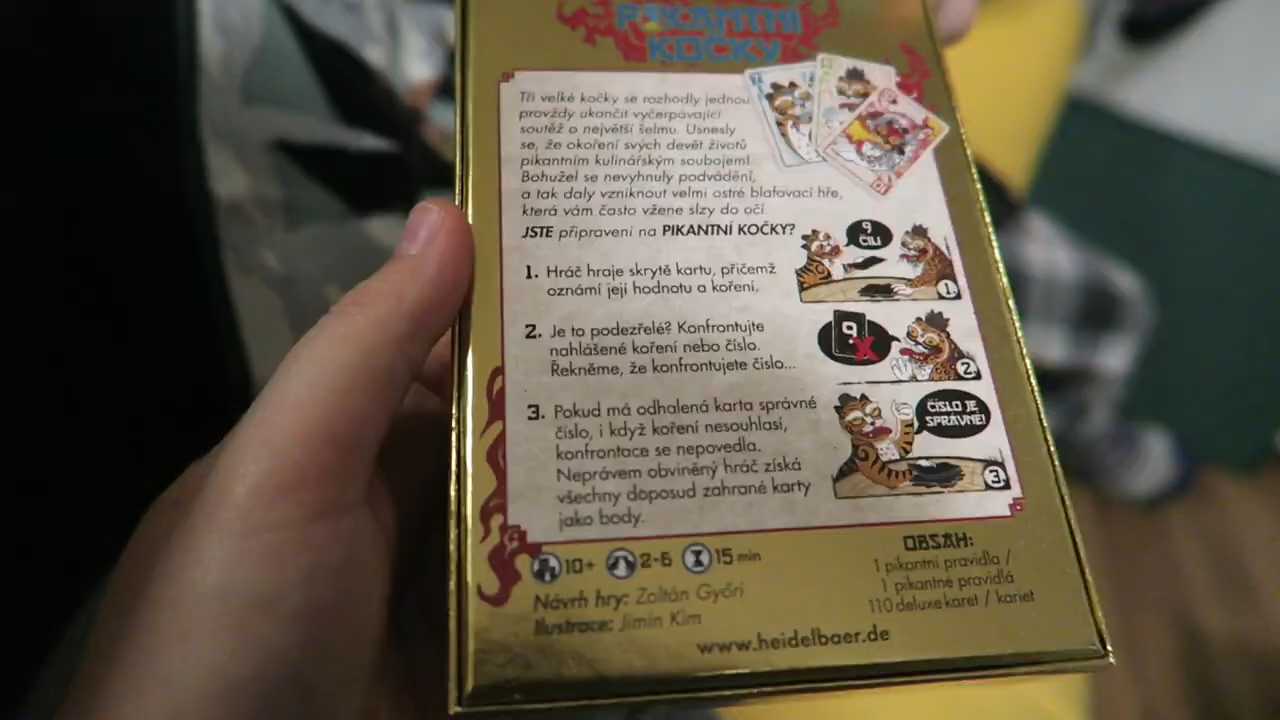 PIKANTNÍ
KOČKY
Tři velké kočky se rozhodly jednou
provždy ukončit vyčerpávající
soutěž o největší šelmu. Usnesly
se, že okoření svých devět životů
pikantním kulinářským soubojem!
Bohužel se nevyhnuly podvádění,
a tak daly vzniknout velmi ostré blafovací hře,
která vám často vžene slzy do očí.
JSTE připraveni na PIKANTNÍ KOČKY?
1. Hráč hraje skrytě kartu, přičemž
oznámí její hodnotu a koření.
9
ČILI
1.
2. Je to podezřelé? Konfrontujte
nahlášené koření nebo číslo.
Řekněme, že konfrontujete číslo...
9
2.
3. Pokud má odhalená karta správné
číslo, i když koření nesouhlasí,
konfrontace se nepovedla.
Neprávem obviněný hráč získá
všechny doposud zahrané karty
jako body.
ČÍSLO JE
SPRÁVNÉ!
3.
10+ 2-6 15 min
Návrh hry: Zoltán Győri
Ilustrace: Jimin Kim
OBSAH:
1 pikantní pravidla /
1 pikantné pravidlá
110 deluxe karet / kariet
www.heidelbaer.de